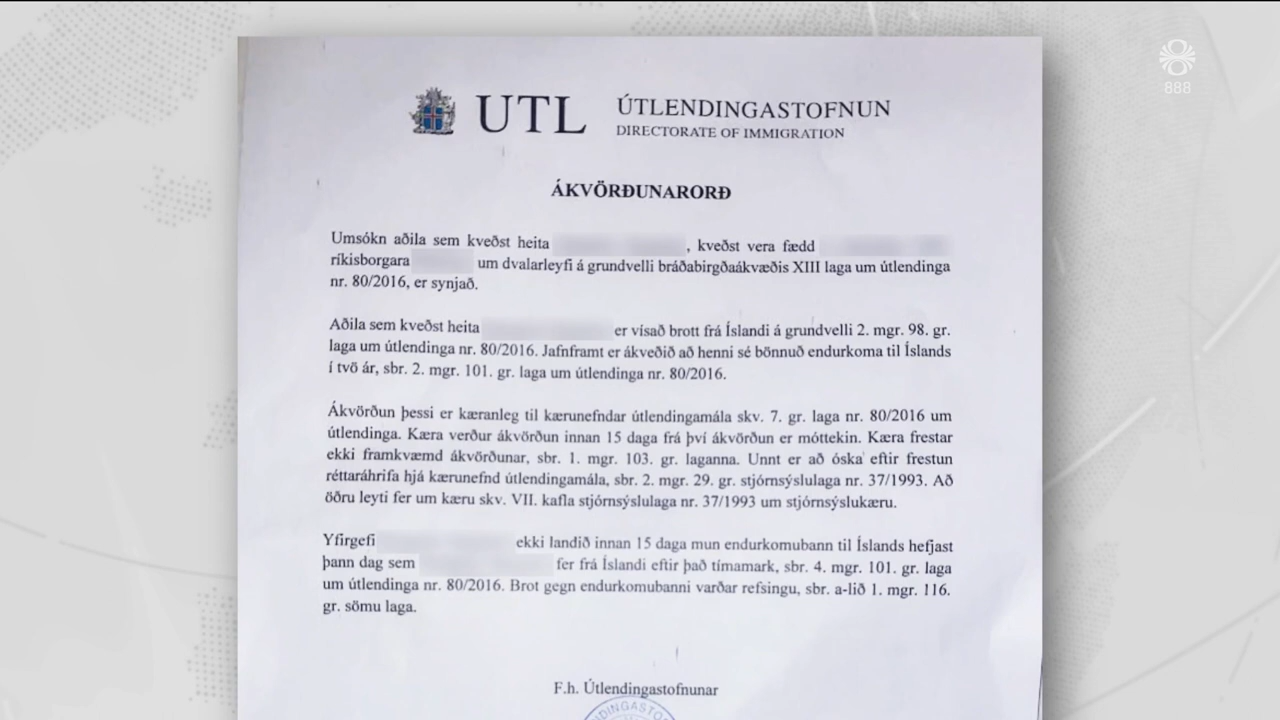 888
UTL
ÚTLENDINGASTOFNUN
DIRECTORATE OF IMMIGRATION
ÁKVÖRÐUNARORÐ
Umsókn aðila sem kveðst heita , kveðst vera fædd
ríkisborgara um dvalarleyfi á grundvelli bráðabirgðaákvæðis XIII laga um útlendinga
nr. 80/2016, er synjað.
Aðila sem kveðst heita er vísað brott frá Íslandi á grundvelli 2. mgr. 98. gr.
laga um útlendinga nr. 80/2016. Jafnframt er ákveðið að henni sé bönnuð endurkoma til Íslands
í tvö ár, sbr. 2. mgr. 101. gr. laga um útlendinga nr. 80/2016.
Ákvörðun þessi er kæranleg til kærunefndar útlendingamála skv. 7. gr. laga nr. 80/2016 um
útlendinga. Kæra verður ákvörðun innan 15 daga frá því ákvörðun er móttekin. Kæra frestar
ekki framkvæmd ákvörðunar, sbr. 1. mgr. 103. gr. laganna. Unnt er að óska eftir frestun
réttaráhrifa hjá kærunefnd útlendingamála, sbr. 2. mgr. 29. gr. stjórnsýslulaga nr. 37/1993. Að
öðru leyti fer um kæru skv. VII. kafla stjórnsýslulaga nr. 37/1993 um stjórnsýslukæru.
Yfirgefi ekki landið innan 15 daga mun endurkomubann til Íslands hefjast
þann dag sem fer frá Íslandi eftir það tímamark, sbr. 4. mgr. 101. gr. laga
um útlendinga nr. 80/2016. Brot gegn endurkomubanni varðar refsingu, sbr. a-lið 1. mgr. 116.
gr. sömu laga.
F.h. Útlendingastofnunar